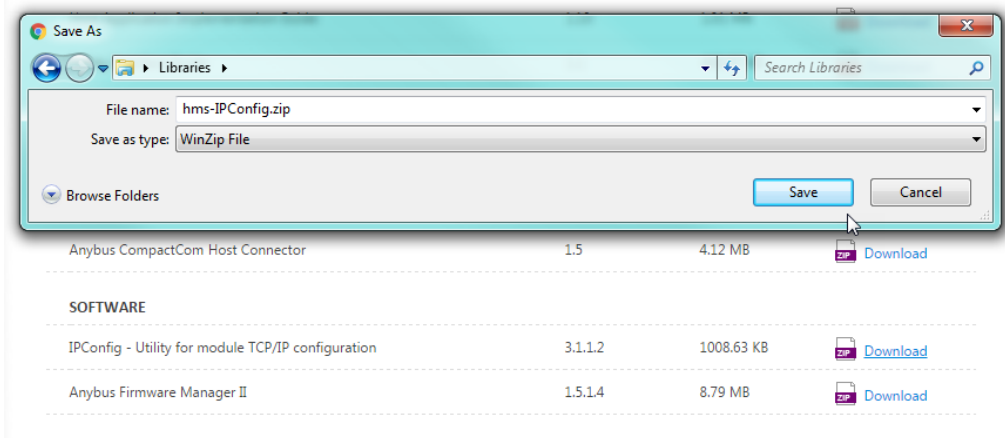 Save As
Libraries
Search Libraries
File name: hms-IPConfig.zip
Save as type: WinZip File
Browse Folders
Save Cancel
Anybus CompactCom Host Connector 1.5 4.12 MB ZIP Download
SOFTWARE
IPConfig - Utility for module TCP/IP configuration 3.1.1.2 1008.63 KB ZIP Download
Anybus Firmware Manager II 1.5.1.4 8.79 MB ZIP Download